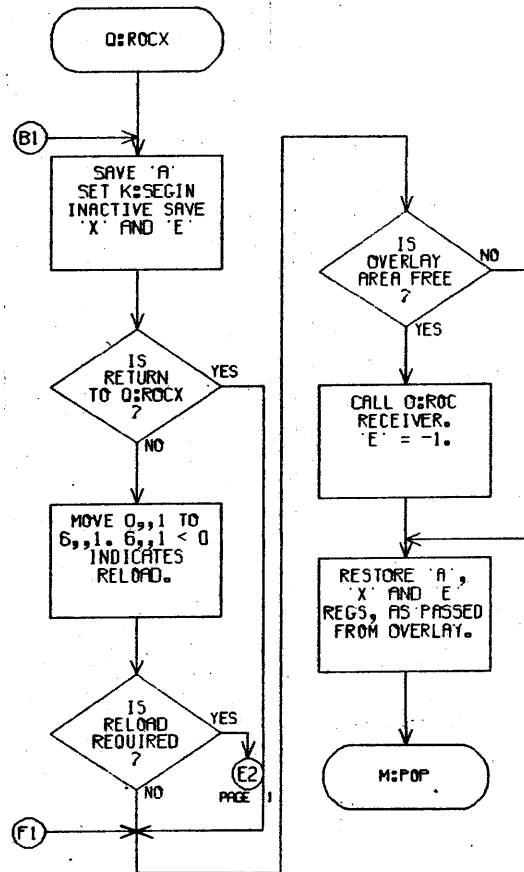 Q:ROCX
B1
SAVE 'A'
SET K:SEGIN
INACTIVE SAVE
'X' AND 'E'
IS
RETURN
TO Q:ROCX
?
YES
NO
MOVE 0,,1 TO
6,,1. 6,,1 < 0
INDICATES
RELOAD.
IS
RELOAD
REQUIRED
?
YES
NO
E2
PAGE 1
F1
IS
OVERLAY
AREA FREE
?
NO
YES
CALL O:ROC
RECEIVER.
'E' = -1.
RESTORE 'A',
'X' AND 'E'
REGS, AS PASSED
FROM OVERLAY.
M:POP